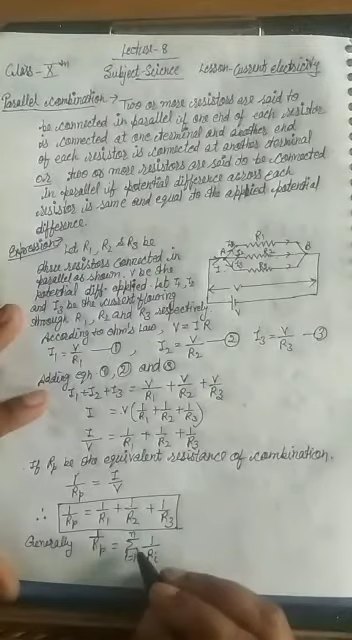 Lecture-8
Class-Xth Subject-Science Lesson-Current electricity
Parallel Combination → Two or more resistors are said to
be connected in parallel if one end of each resistor
is connected at one terminal and another end
of each resistor is connected at another terminal
or two or more resistors are said to be connected
in parallel if potential difference across each
resistor is same and equal to the applied potential
difference.
Expression → Let R1, R2 & R3 be
three resistors connected in
parallel as shown. V be the
potential diff. applied. Let I1, I2
and I3 be the current flowing
through R1, R2 and R3 respectively
According to ohm's law, V = IR
I1 = V/R1 —①, I2 = V/R2 —② I3 = V/R3 —③
Adding eqn. ①, ② and ③
I1 + I2 + I3 = V/R1 + V/R2 + V/R3
I = V(1/R1 + 1/R2 + 1/R3)
I/V = 1/R1 + 1/R2 + 1/R3
If Rp be the equivalent resistance of combination.
1/Rp = I/V
∴ 1/Rp = 1/R1 + 1/R2 + 1/R3
Generally 1/Rp = n Σ i=1 1/Ri
R1
A I1 R2 B
I I2 R3
I3
V
V